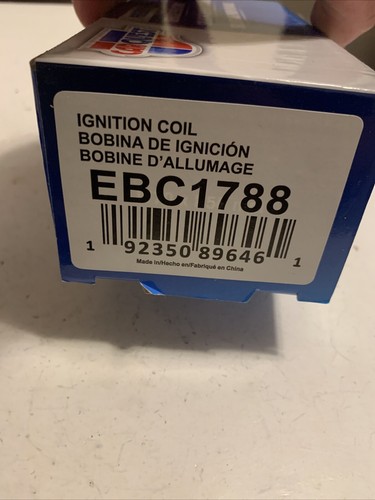 CARQUEST
IGNITION COIL
BOBINA DE IGNICIÓN
BOBINE D'ALLUMAGE
EBC1788
1 92350 89646 1
Made in/Hecho en/Fabriqué en China